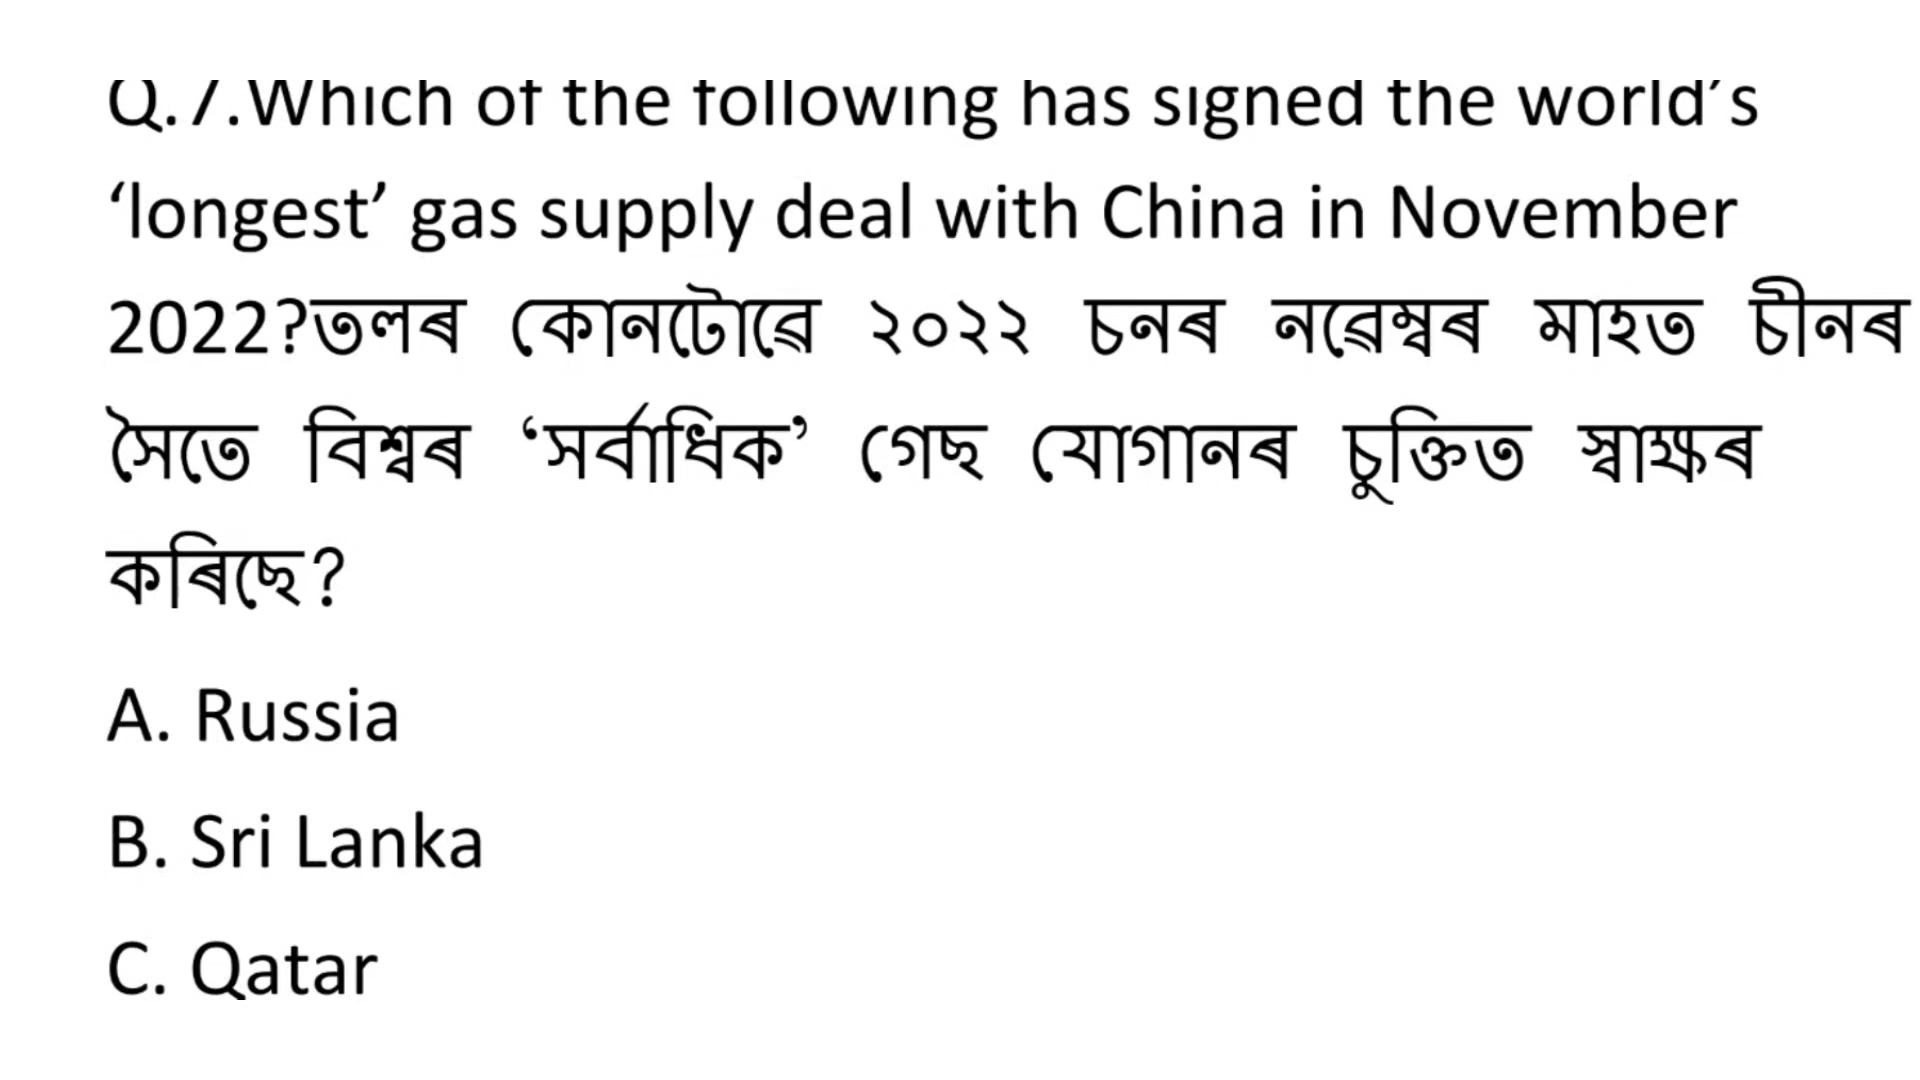 Q.7.Which of the following has signed the world's
‘longest’ gas supply deal with China in November
2022?তলৰ কোনটোৱে ২০২২ চনৰ নৱেম্বৰ মাহত চীনৰ
সৈতে বিশ্বৰ ‘সৰ্বাধিক’ গেছ যোগানৰ চুক্তিত স্বাক্ষৰ
কৰিছে?
A. Russia
B. Sri Lanka
C. Qatar